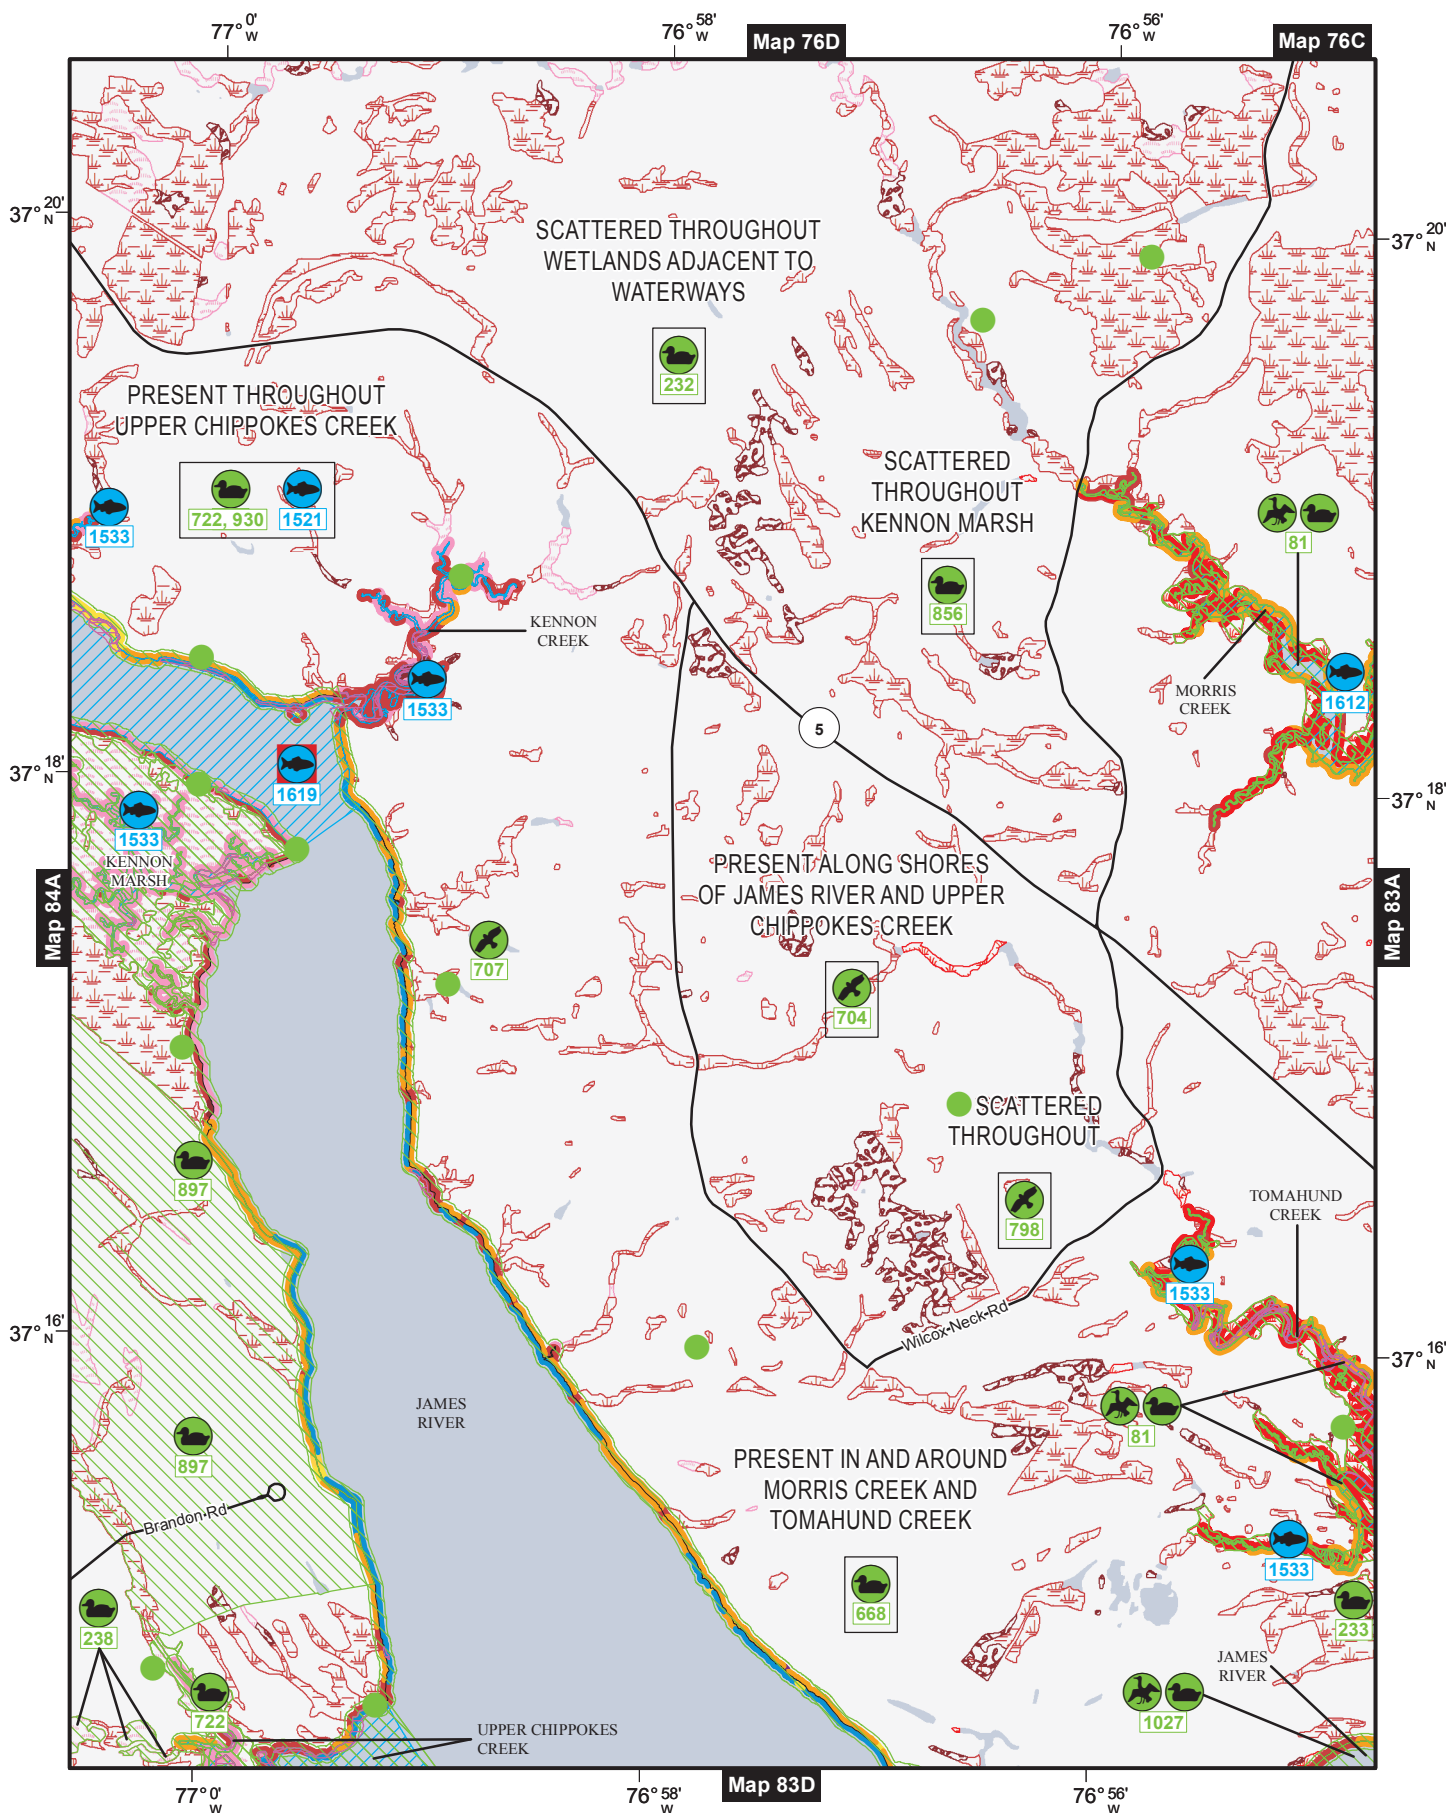 77° 0' W
76° 58' W
76° 56' W
Map 76D
Map 76C
37° 20' N
37° 20' N
SCATTERED THROUGHOUT
WETLANDS ADJACENT TO
WATERWAYS
232
PRESENT THROUGHOUT
UPPER CHIPPOKES CREEK
722, 930
1521
1533
SCATTERED
THROUGHOUT
KENNON MARSH
856
81
KENNON
CREEK
1533
MORRIS
CREEK
1612
5
37° 18' N
37° 18' N
1619
1533
KENNON
MARSH
Map 84A
Map 83A
PRESENT ALONG SHORES
OF JAMES RIVER AND UPPER
CHIPPOKES CREEK
704
707
SCATTERED
THROUGHOUT
798
897
TOMAHUND
CREEK
1533
Wilcox-Neck-Rd
37° 16' N
37° 16' N
JAMES
RIVER
81
897
Brandon-Rd
PRESENT IN AND AROUND
MORRIS CREEK AND
TOMAHUND CREEK
668
1533
233
238
722
JAMES
RIVER
1027
UPPER CHIPPOKES
CREEK
Map 83D
77° 0' W
76° 58' W
76° 56' W